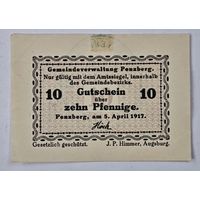 Gemeindeverwaltung Penzberg.
Nur gültig mit dem Amtssiegel, innerhalb
des Gemeindebezirks.
10 Gutschein 10
über
zehn Pfennige.
Penzberg, am 5. April 1917.
Gesetzlich geschützt. J. P. Himmer, Augsburg.